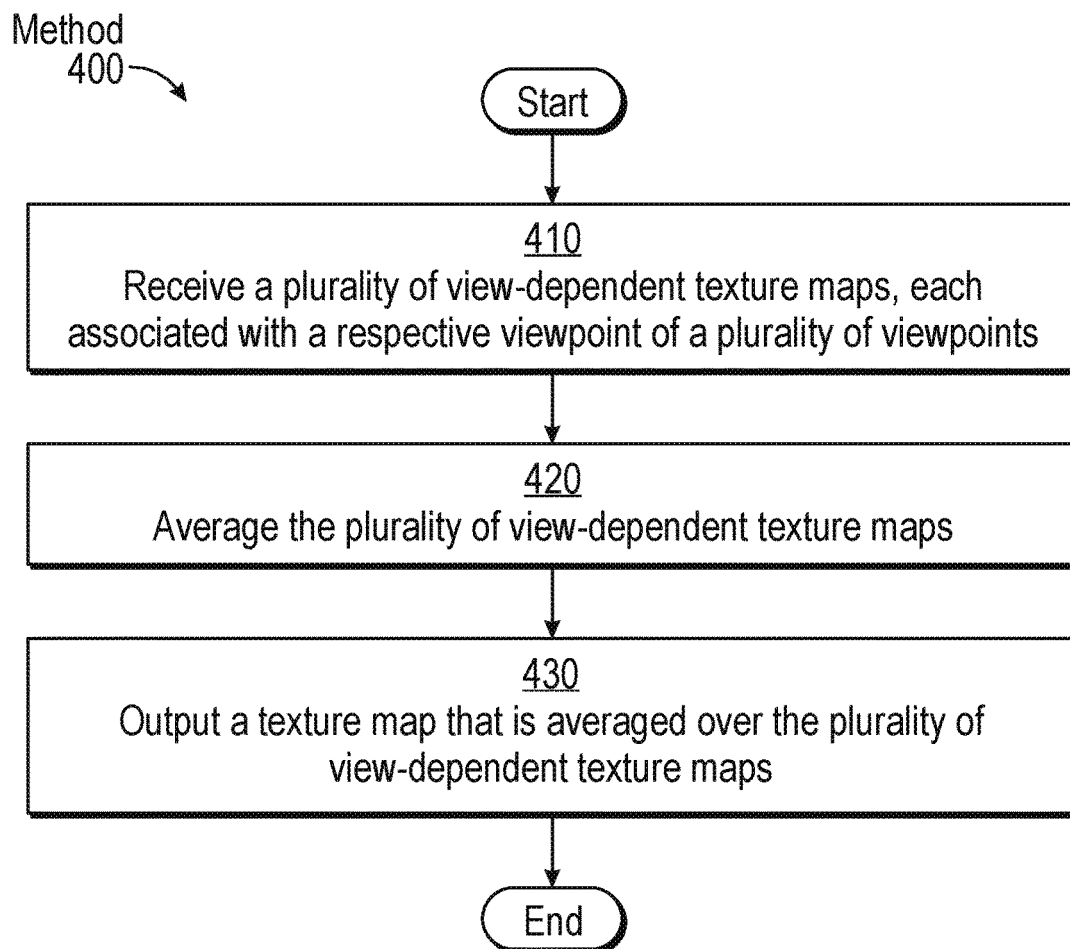 Method
400
Start
410
Receive a plurality of view-dependent texture maps, each
associated with a respective viewpoint of a plurality of viewpoints
420
Average the plurality of view-dependent texture maps
430
Output a texture map that is averaged over the plurality of
view-dependent texture maps
End